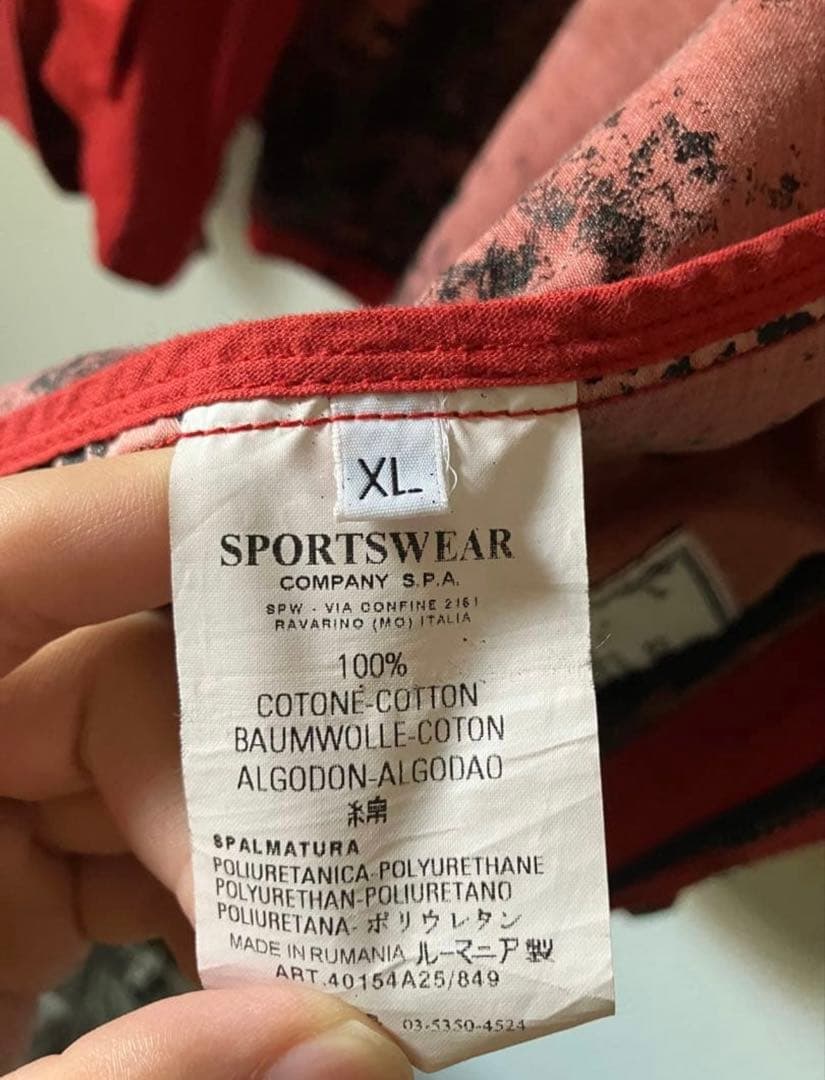 XL
SPORTSWEAR
COMPANY S.P.A.
SPW - VIA CONFINE 2161
RAVARINO (MO) ITALIA
100%
COTONE-COTTON
BAUMWOLLE-COTON
ALGODON-ALGODAO
綿
SPALMATURA
POLIURETANICA-POLYURETHANE
POLYURETHAN-POLIURETANO
POLIURETANA-ポリウレタン
MADE IN RUMANIA ルーマニア製
ART.40154A25/849
03-5350-4524